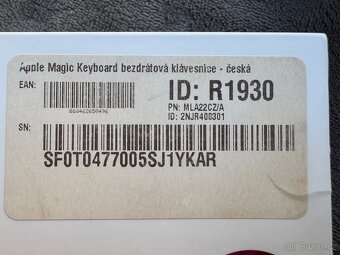 Apple Magic Keyboard bezdrátová klávesnice - česká
EAN:
ID: R1930
PN: MLA22CZ/A
ID: 2NJR400301
SN:
SF0T0477005SJ1YKAR